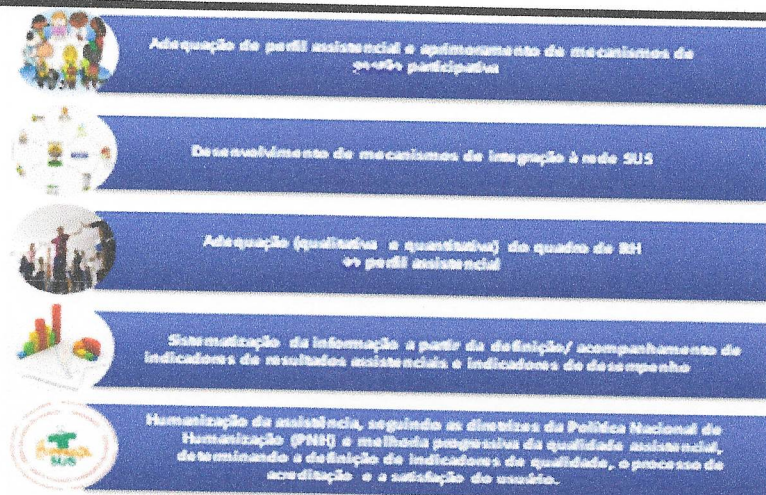 Adequação de perfil assistencial e aprimoramento de mecanismos de
gestão participativa
Desenvolvimento de mecanismos de integração à rede SUS
Adequação (qualitativa e quantitativa) do quadro de RH
ao perfil assistencial
Sistematização da informação a partir da definição/ acompanhamento de
indicadores de resultados assistenciais e indicadores de desempenho
SUS
Humanização da assistência, seguindo as diretrizes da Política Nacional de
Humanização (PNH) e melhoria progressiva da qualidade assistencial,
determinando a definição de indicadores de qualidade, o processo de
acreditação e a satisfação do usuário.